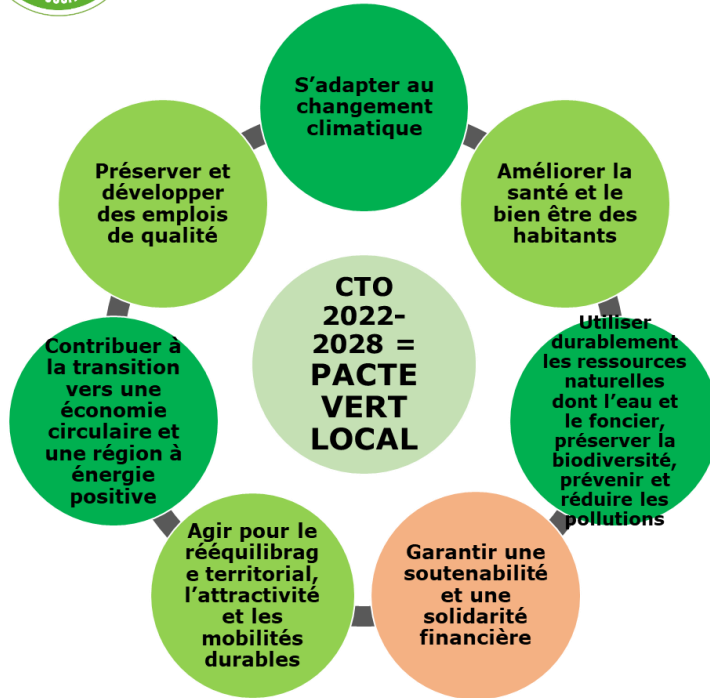 S’adapter au
changement
climatique
Améliorer la
santé et le
bien être des
habitants
Utiliser
durablement
les ressources
naturelles
dont l’eau et
le foncier,
préserver la
biodiversité,
prévenir et
réduire les
pollutions
Garantir une
soutenabilité
et une
solidarité
financière
Agir pour le
rééquilibrag
e territorial,
l’attractivité
et les
mobilités
durables
Contribuer à
la transition
vers une
économie
circulaire et
une région à
énergie
positive
Préserver et
développer
des emplois
de qualité
CTO
2022-
2028 =
PACTE
VERT
LOCAL